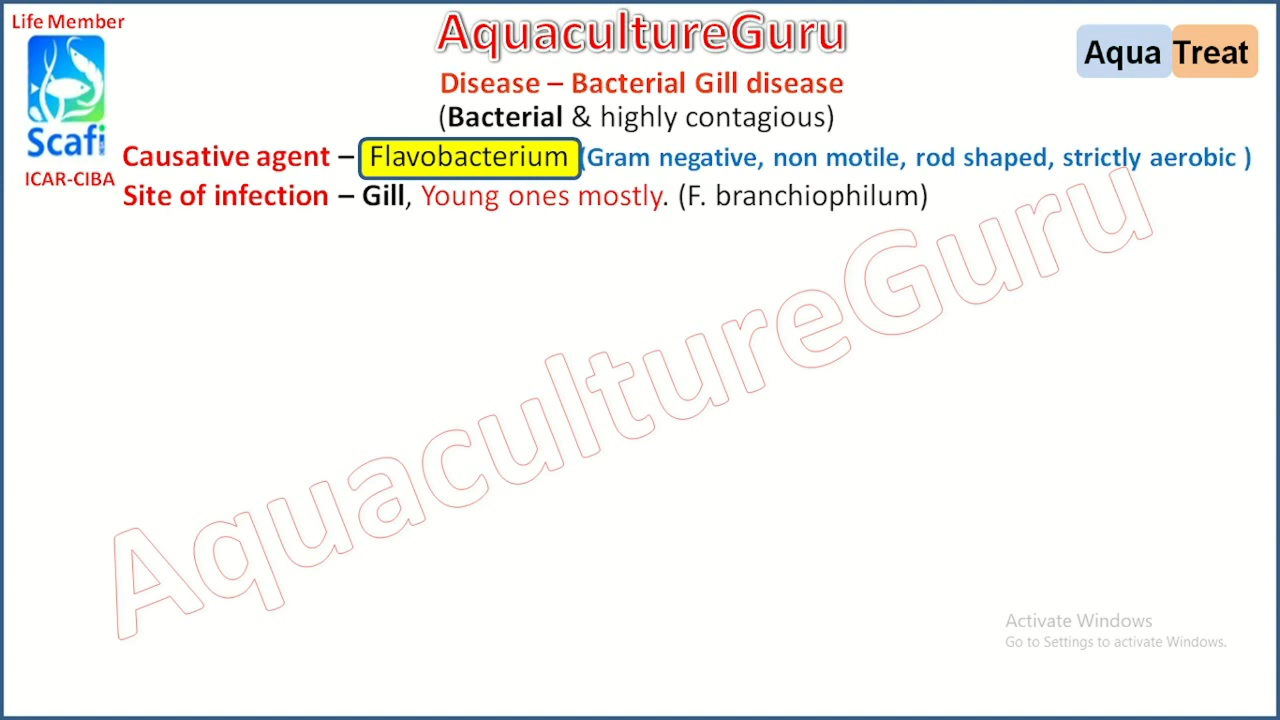 Life Member
AquacultureGuru
Aqua Treat
Disease – Bacterial Gill disease
(Bacterial & highly contagious)
Scafi
ICAR-CIBA
Causative agent – Flavobacterium (Gram negative, non motile, rod shaped, strictly aerobic )
Site of infection – Gill, Young ones mostly. (F. branchiophilum)
AquacultureGuru
Activate Windows
Go to Settings to activate Windows.